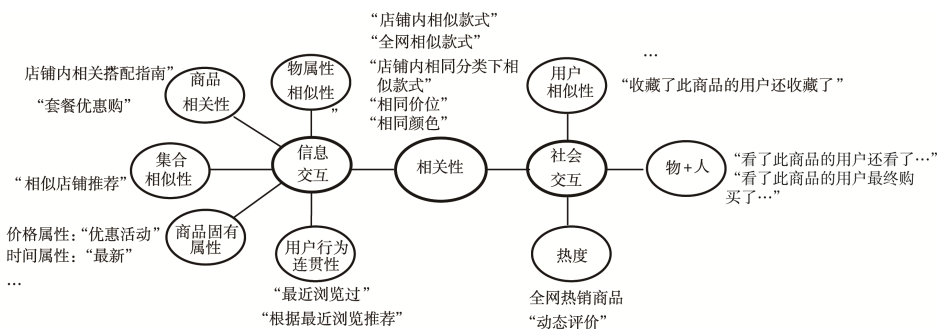 “店铺内相似款式”
“全网相似款式”
“店铺内相同分类下相
似款式”
“相同价位”
“相同颜色”
店铺内相关搭配指南”
“套餐优惠购”
商品
相关性
物属性
相似性
”
…
用户
相似性
“收藏了此商品的用户还收藏了”
集合
相似性
“相似店铺推荐”
信息
交互
相关性
社会
交互
物+人
“看了此商品的用户还看了…”
“看了此商品的用户最终购
买了…”
价格属性：“优惠活动”
时间属性：“最新”
…
商品固有
属性
用户行为
连贯性
“最近浏览过”
“根据最近浏览推荐”
热度
全网热销商品
“动态评价”